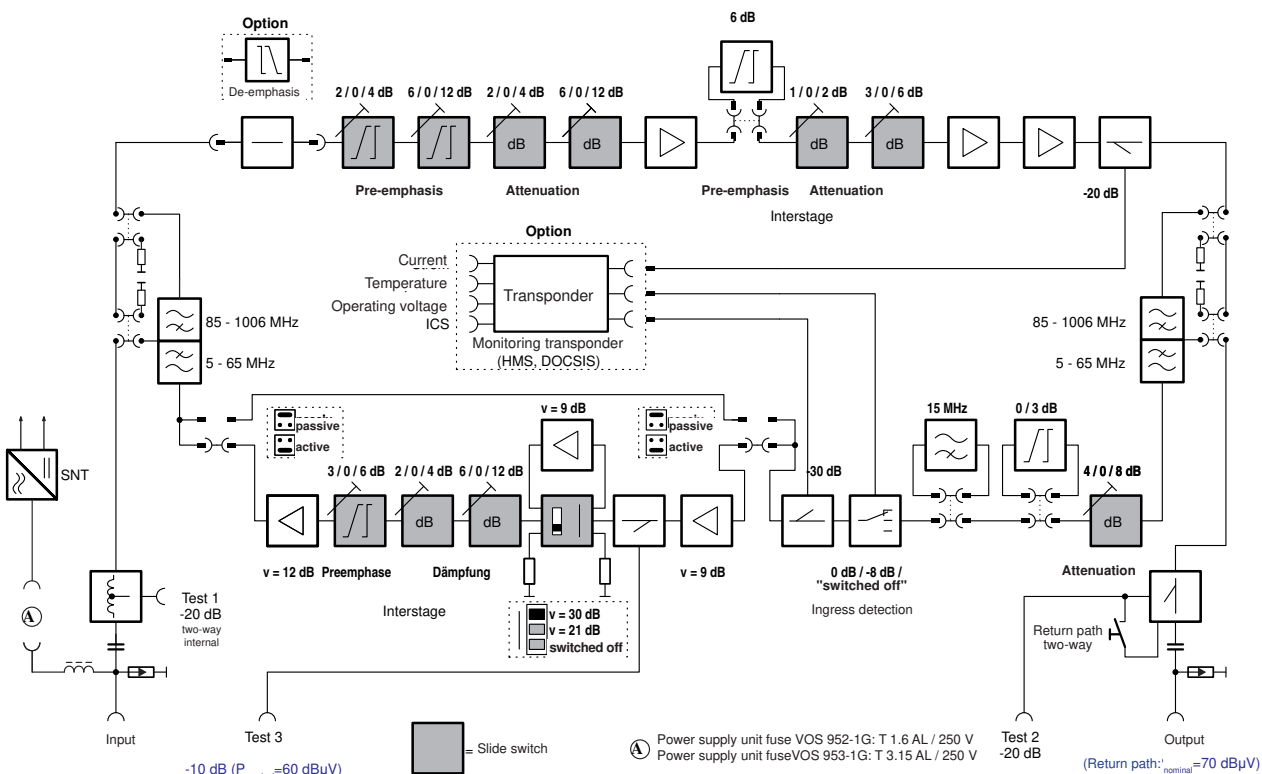 Option
De-emphasis
6 dB
2 / 0 / 4 dB
6 / 0 / 12 dB
2 / 0 / 4 dB
6 / 0 / 12 dB
1 / 0 / 2 dB
3 / 0 / 6 dB
dB
dB
dB
dB
Pre-emphasis
Attenuation
Pre-emphasis
Attenuation
Interstage
-20 dB
Option
Current
Temperature
Operating voltage
ICS
Transponder
Monitoring transponder
(HMS, DOCSIS)
85 - 1006 MHz
5 - 65 MHz
85 - 1006 MHz
5 - 65 MHz
passive
active
v = 9 dB
passive
active
15 MHz
0 / 3 dB
SNT
3 / 0 / 6 dB
2 / 0 / 4 dB
6 / 0 / 12 dB
-30 dB
4 / 0 / 8 dB
dB
dB
dB
v = 12 dB
Preemphase
Dämpfung
v = 9 dB
0 dB / -8 dB /
"switched off"
Ingress detection
Attenuation
Interstage
Test 1
-20 dB
two-way
internal
A
v = 30 dB
v = 21 dB
switched off
Return path
two-way
Input
Test 3
-10 dB (P =60 dBµV)
= Slide switch
A Power supply unit fuse VOS 952-1G: T 1.6 AL / 250 V
Power supply unit fuseVOS 953-1G: T 3.15 AL / 250 V
Test 2
-20 dB
Output
(Return path: nominal=70 dBµV)